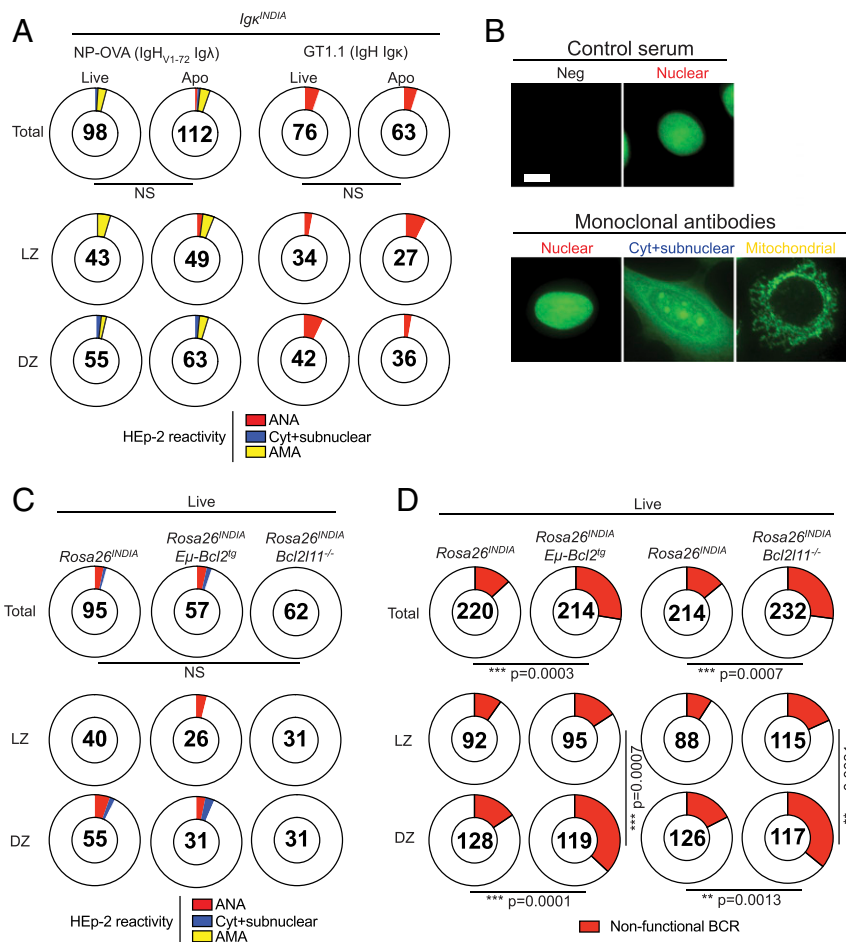 A
Igκ^INDIA
NP-OVA (IgH_V1-72 Igλ)
GT1.1 (IgH Igκ)
Live
Apo
Live
Apo
Total
98
112
76
63
NS
NS
LZ
43
49
34
27
DZ
55
63
42
36
HEp-2 reactivity
ANA
Cyt+subnuclear
AMA
B
Control serum
Neg
Nuclear
Monoclonal antibodies
Nuclear
Cyt+subnuclear
Mitochondrial
C
Live
Rosa26^INDIA
Rosa26^INDIA
Eμ-Bcl2^tg
Rosa26^INDIA
Bcl2l11^-/-
Total
95
57
62
NS
LZ
40
26
31
DZ
55
31
31
HEp-2 reactivity
ANA
Cyt+subnuclear
AMA
D
Live
Rosa26^INDIA
Rosa26^INDIA
Eμ-Bcl2^tg
Rosa26^INDIA
Rosa26^INDIA
Bcl2l11^-/-
Total
220
214
214
232
*** p=0.0003
*** p=0.0007
LZ
92
95
88
115
*** p=0.0007
DZ
128
119
126
117
*** p=0.0001
** p=0.0013
Non-functional BCR